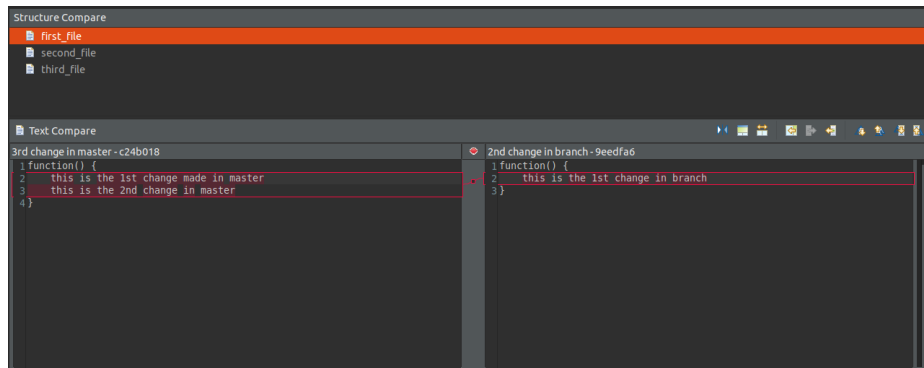 Structure Compare
first_file
second_file
third_file
Text Compare
3rd change in master - c24b018
1 function() {
2 this is the 1st change made in master
3 this is the 2nd change in master
4 }
2nd change in branch - 9eedfa6
1 function() {
2 this is the 1st change in branch
3 }